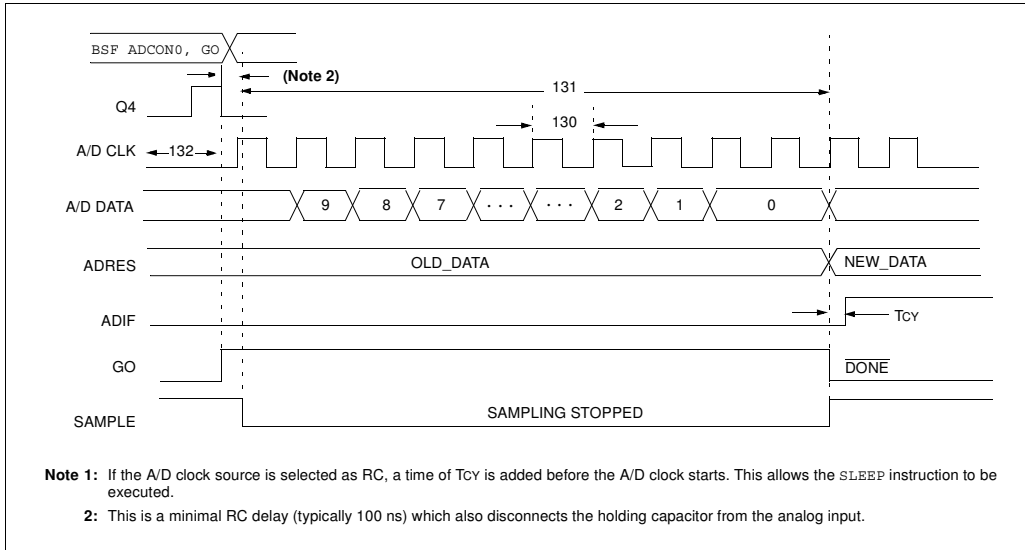 BSF ADCON0, GO
(Note 2)
131
Q4
130
A/D CLK
132
A/D DATA
9 8 7 . . . . . . 2 1 0
ADRES
OLD_DATA
NEW_DATA
ADIF
TCY
GO
DONE
SAMPLE
SAMPLING STOPPED
Note 1: If the A/D clock source is selected as RC, a time of TCY is added before the A/D clock starts. This allows the SLEEP instruction to be
executed.
2: This is a minimal RC delay (typically 100 ns) which also disconnects the holding capacitor from the analog input.